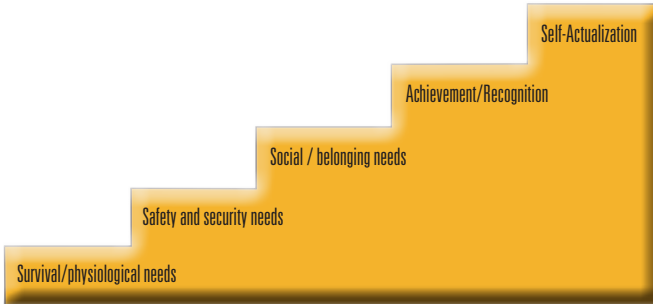 Self-Actualization
Achievement/Recognition
Social / belonging needs
Safety and security needs
Survival/physiological needs